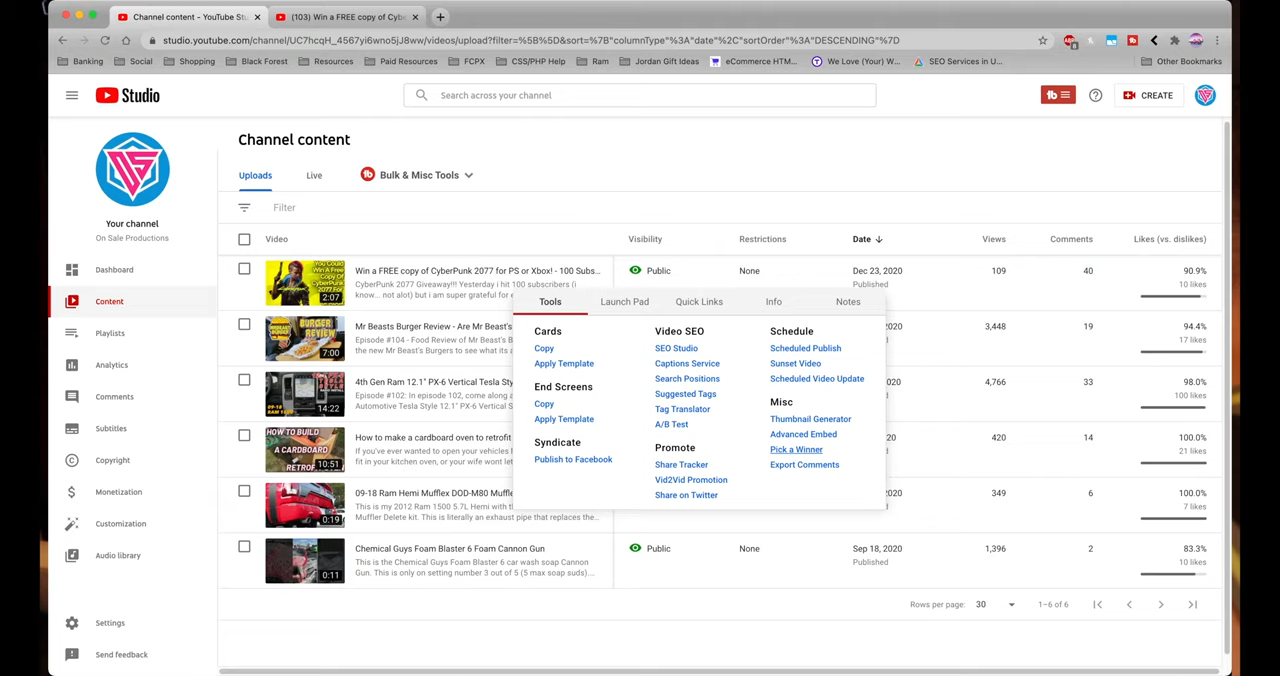 Channel content - YouTube Stu
(103) Win a FREE copy of Cybe
studio.youtube.com/channel/UC7hcqH_4567yi6wno5jJ8ww/videos/upload?filter=%5B%5D&sort=%7B"columnType"%3A"date"%2C"sortOrder"%3A"DESCENDING"%7D
Banking
Social
Shopping
Black Forest
Resources
Paid Resources
FCPX
CSS/PHP Help
Ram
Jordan Gift Ideas
eCommerce HTM...
We Love (Your) W...
SEO Services in U...
Other Bookmarks
Studio
Search across your channel
tb
CREATE
Your channel
On Sale Productions
Dashboard
Content
Playlists
Analytics
Comments
Subtitles
Copyright
Monetization
Customization
Audio library
Settings
Send feedback
Channel content
Uploads
Live
Bulk & Misc Tools
Filter
Video
Visibility
Restrictions
Date
Views
Comments
Likes (vs. dislikes)
2:07
Win a FREE copy of CyberPunk 2077 for PS or Xbox! - 100 Subs...
CyberPunk 2077 Giveaway!!! Yesterday i hit 100 subscribers (i
know... not alot) but i am super grateful for e
Public
None
Dec 23, 2020
Published
109
40
90.9%
10 likes
BURGER
REVIEW
7:00
Mr Beasts Burger Review - Are Mr Beast's
Episode #104 - Food Review of Mr Beast's Burg
the new Mr Beast's Burgers to see what its a
2020
3,448
19
94.4%
17 likes
14:22
4th Gen Ram 12.1" PX-6 Vertical Tesla Sty
Episode #102: In this episode, come along a
Automotive Tesla Style 12.1" PX-6 Vertical
2020
4,766
33
98.0%
100 likes
HOW TO BUILD
A CARDBOARD
10:51
How to make a cardboard oven to retrofit
If you've ever wanted to open your vehicles h
fit in your kitchen oven, or your wife wont let
020
420
14
100.0%
21 likes
0:19
09-18 Ram Hemi Mufflex DOD-M80 Muffle
This is my 2012 Ram 1500 5.7L Hemi with th
Muffler Delete kit. This is literally an exhaust pipe that replaces the...
2020
349
6
100.0%
7 likes
0:11
Chemical Guys Foam Blaster 6 Foam Cannon Gun
This is the Chemical Guys Foam Blaster 6 car wash soap Cannon
Gun. This is only on setting number 3 out of 5 (5 max soap suds)....
Public
None
Sep 18, 2020
Published
1,396
2
83.3%
10 likes
Tools
Launch Pad
Quick Links
Info
Notes
Cards
Copy
Apply Template
End Screens
Copy
Apply Template
Syndicate
Publish to Facebook
Video SEO
SEO Studio
Captions Service
Search Positions
Suggested Tags
Tag Translator
A/B Test
Promote
Share Tracker
Vid2Vid Promotion
Share on Twitter
Schedule
Scheduled Publish
Sunset Video
Scheduled Video Update
Misc
Thumbnail Generator
Advanced Embed
Pick a Winner
Export Comments
Rows per page:
30
1–6 of 6